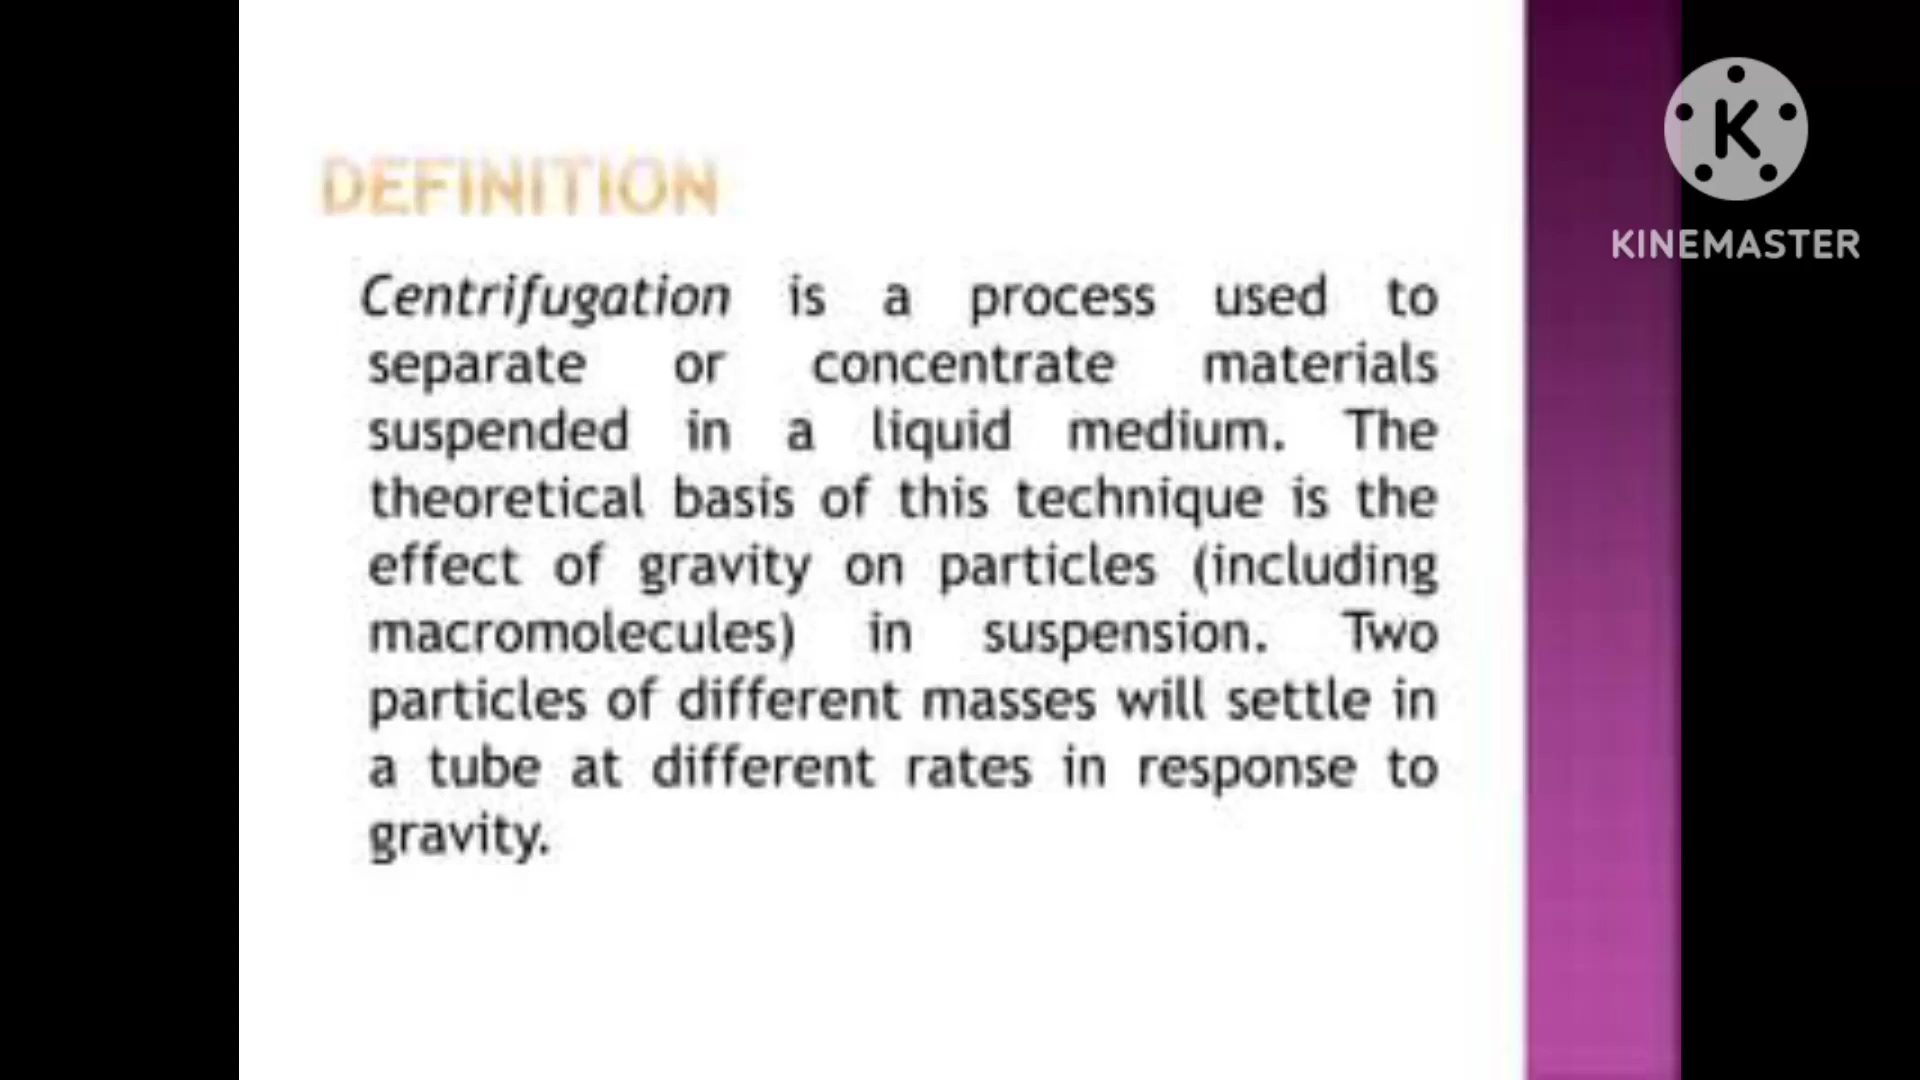 DEFINITION
Centrifugation is a process used to
separate or concentrate materials
suspended in a liquid medium. The
theoretical basis of this technique is the
effect of gravity on particles (including
macromolecules) in suspension. Two
particles of different masses will settle in
a tube at different rates in response to
gravity.
K
KINEMASTER